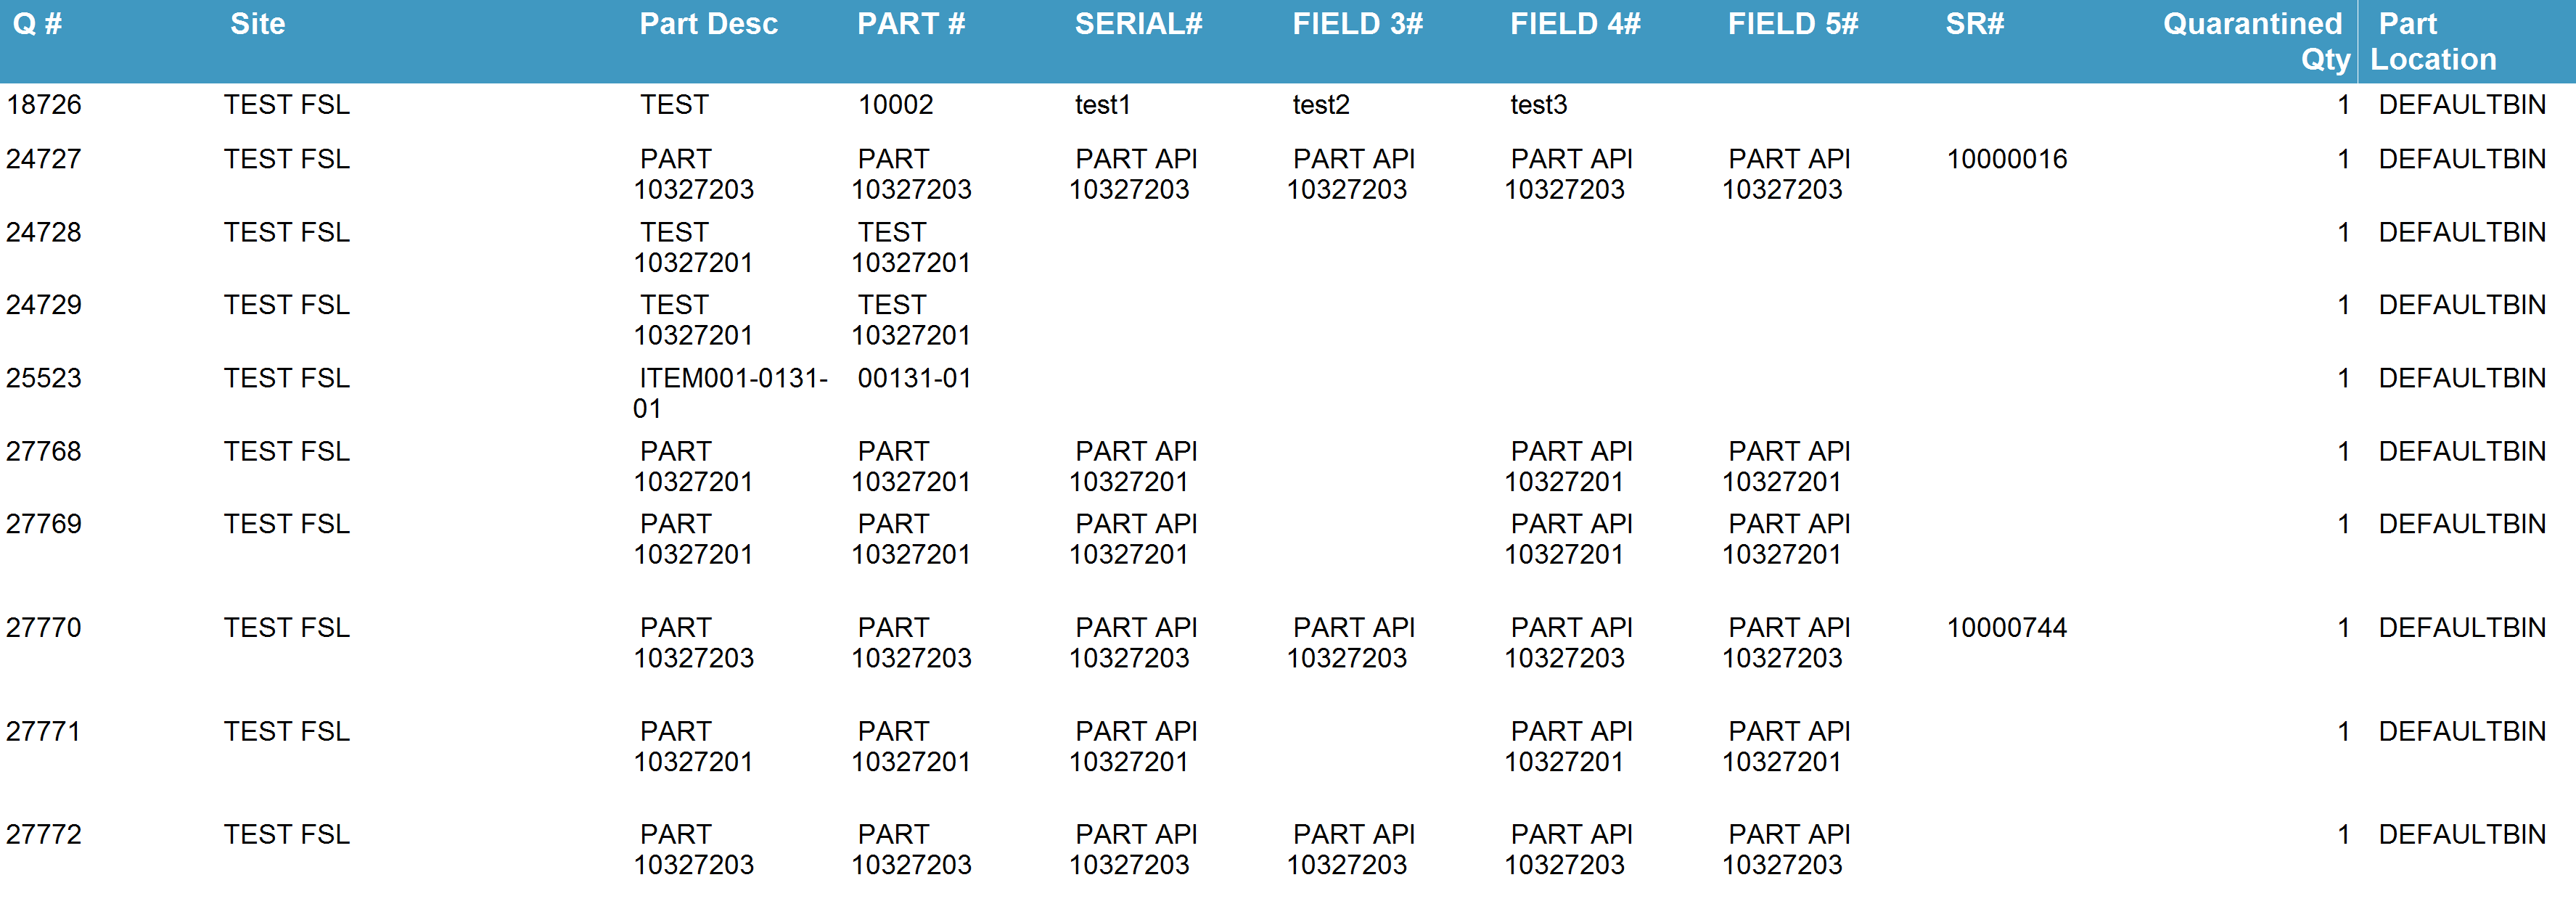 Q # Site Part Desc PART # SERIAL# FIELD 3# FIELD 4# FIELD 5# SR# Quarantined Part
Qty Location
18726 TEST FSL TEST 10002 test1 test2 test3 1 DEFAULTBIN
24727 TEST FSL PART PART PART API PART API PART API PART API 10000016 1 DEFAULTBIN
10327203 10327203 10327203 10327203 10327203 10327203
24728 TEST FSL TEST TEST 1 DEFAULTBIN
10327201 10327201
24729 TEST FSL TEST TEST 1 DEFAULTBIN
10327201 10327201
25523 TEST FSL ITEM001-0131- 00131-01 1 DEFAULTBIN
01
27768 TEST FSL PART PART PART API PART API PART API 1 DEFAULTBIN
10327201 10327201 10327201 10327201 10327201
27769 TEST FSL PART PART PART API PART API PART API 1 DEFAULTBIN
10327201 10327201 10327201 10327201 10327201
27770 TEST FSL PART PART PART API PART API PART API PART API 10000744 1 DEFAULTBIN
10327203 10327203 10327203 10327203 10327203 10327203
27771 TEST FSL PART PART PART API PART API PART API 1 DEFAULTBIN
10327201 10327201 10327201 10327201 10327201
27772 TEST FSL PART PART PART API PART API PART API PART API 1 DEFAULTBIN
10327203 10327203 10327203 10327203 10327203 10327203